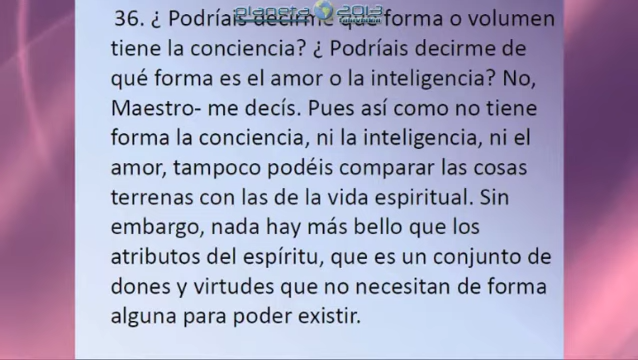 planeta 2013
36. ¿ Podríais decirme qué forma o volumen
tiene la conciencia? ¿ Podríais decirme de
qué forma es el amor o la inteligencia? No,
Maestro- me decís. Pues así como no tiene
forma la conciencia, ni la inteligencia, ni el
amor, tampoco podéis comparar las cosas
terrenas con las de la vida espiritual. Sin
embargo, nada hay más bello que los
atributos del espíritu, que es un conjunto de
dones y virtudes que no necesitan de forma
alguna para poder existir.